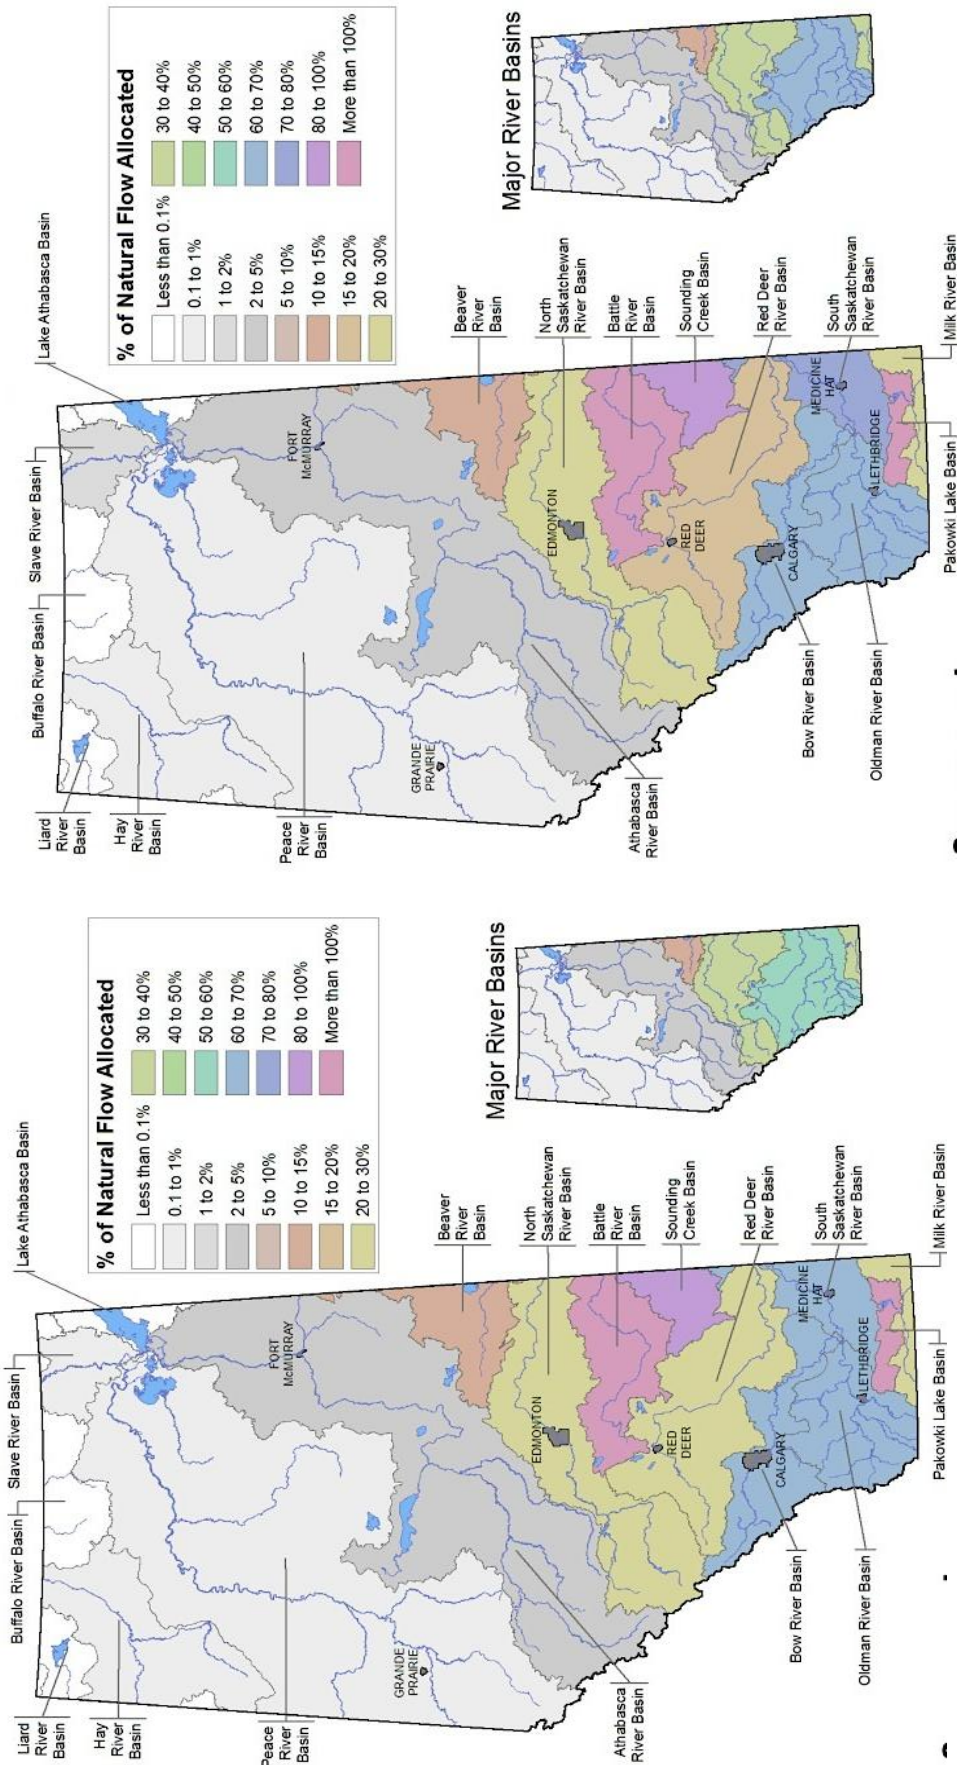 Liard
River
Basin
Buffalo River Basin
Slave River Basin
Lake Athabasca Basin
Hay
River
Basin
Peace
River
Basin
GRANDE
PRAIRIE
FORT
McMURRAY
Athabasca
River Basin
Beaver
River
Basin
EDMONTON
North
Saskatchewan
River Basin
Battle
River
Basin
Sounding
Creek Basin
RED
DEER
Red Deer
River Basin
CALGARY
MEDICINE
HAT
South
Saskatchewan
River Basin
Bow River Basin
LETHBRIDGE
Oldman River Basin
Pakowki Lake Basin
Milk River Basin
% of Natural Flow Allocated
Less than 0.1%
0.1 to 1%
1 to 2%
2 to 5%
5 to 10%
10 to 15%
15 to 20%
20 to 30%
30 to 40%
40 to 50%
50 to 60%
60 to 70%
70 to 80%
80 to 100%
More than 100%
Major River Basins
Liard
River
Basin
Buffalo River Basin
Slave River Basin
Lake Athabasca Basin
Hay
River
Basin
Peace
River
Basin
GRANDE
PRAIRIE
FORT
McMURRAY
Athabasca
River Basin
Beaver
River
Basin
EDMONTON
North
Saskatchewan
River Basin
Battle
River
Basin
Sounding
Creek Basin
RED
DEER
Red Deer
River Basin
CALGARY
MEDICINE
HAT
South
Saskatchewan
River Basin
Bow River Basin
LETHBRIDGE
Oldman River Basin
Pakowki Lake Basin
Milk River Basin
% of Natural Flow Allocated
Less than 0.1%
0.1 to 1%
1 to 2%
2 to 5%
5 to 10%
10 to 15%
15 to 20%
20 to 30%
30 to 40%
40 to 50%
50 to 60%
60 to 70%
70 to 80%
80 to 100%
More than 100%
Major River Basins